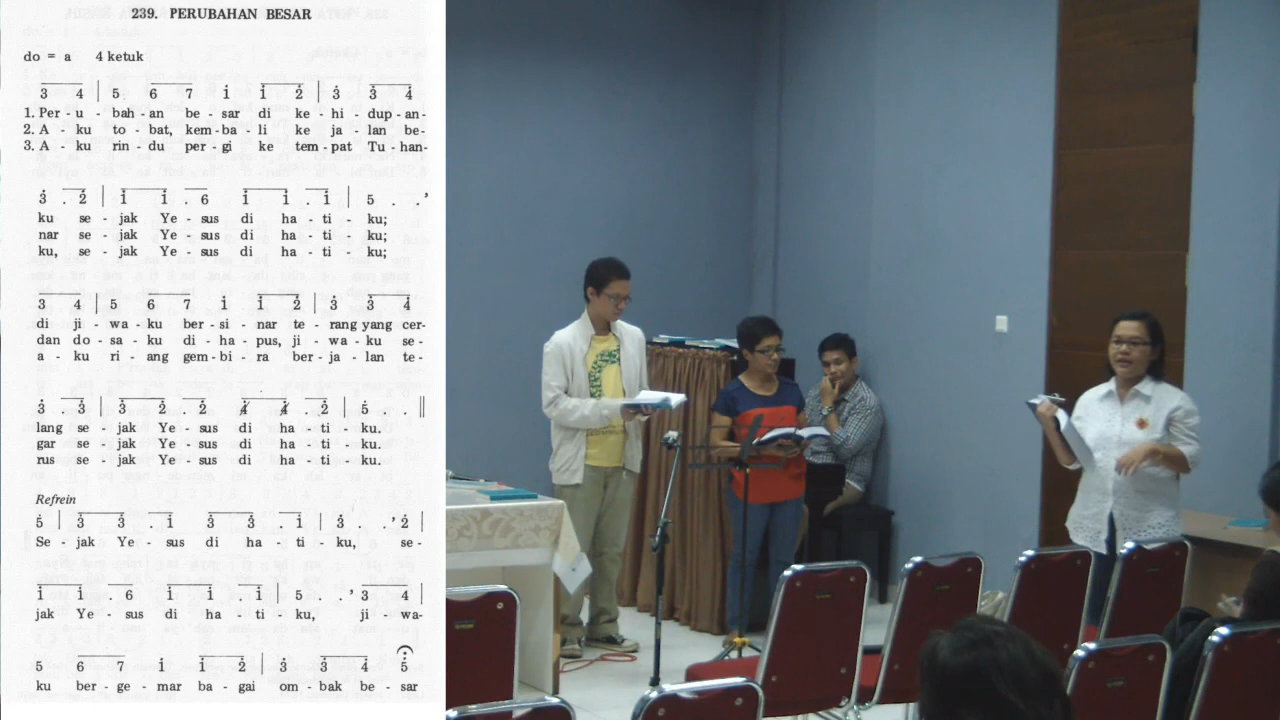 239. PERUBAHAN BESAR
do = a 4 ketuk
3 4 | 5 6 7 i i 2 | 3 3 4
1. Per - u - bah - an be - sar di ke - hi - dup - an-
2. A - ku to - bat, kem - ba - li ke ja - lan be-
3. A - ku rin - du per - gi ke tem - pat Tu - han-
3 . 2 | i i . 6 i i . i | 5 . .’
ku se - jak Ye - sus di ha - ti - ku;
nar se - jak Ye - sus di ha - ti - ku;
ku, se - jak Ye - sus di ha - ti - ku;
3 4 | 5 6 7 i i 2 | 3 3 4
di ji - wa - ku ber - si - nar te - rang yang cer-
dan do - sa - ku di - ha - pus, ji - wa - ku se-
a - ku ri - ang gem - bi - ra ber - ja - lan te-
3 . 3 | 3 2 . 2 4 4 . 2 | 5 . . ||
lang se - jak Ye - sus di ha - ti - ku.
gar se - jak Ye - sus di ha - ti - ku.
rus se - jak Ye - sus di ha - ti - ku.
Refrein
5 | 3 3 . i 3 3 . i | 3 . .’ 2 |
Se - jak Ye - sus di ha - ti - ku, se-
i i . 6 i i . i | 5 . .’ 3 4 |
jak Ye - sus di ha - ti - ku, ji - wa-
5 6 7 i i 2 | 3 3 4 5
ku ber - ge - mar ba - gai om - bak be - sar